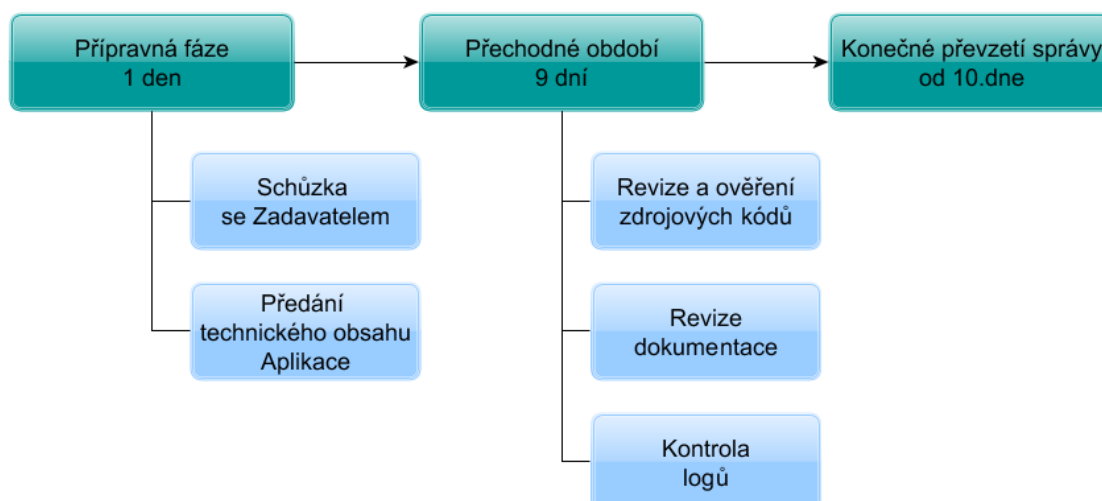 Přípravná fáze
1 den
Přechodné období
9 dní
Konečné převzetí správy
od 10.dne
Schůzka
se Zadavatelem
Předání
technického obsahu
Aplikace
Revize a ověření
zdrojových kódů
Revize
dokumentace
Kontrola
logů